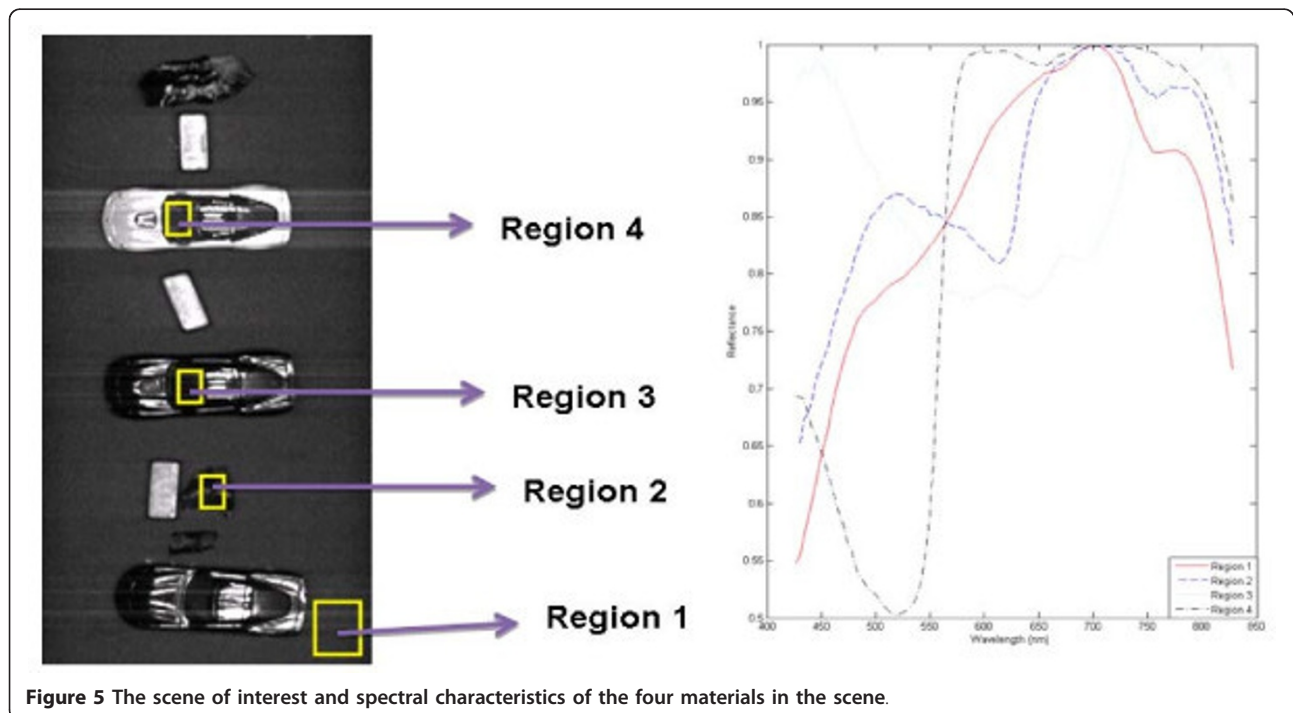 Region 4
Region 3
Region 2
Region 1
1
0.95
0.9
0.85
0.8
0.75
0.7
0.65
0.6
0.55
0.5
Reflectance
400 450 500 550 600 650 700 750 800 850
Wavelength (nm)
Region 1
Region 2
Region 3
Region 4
Figure 5 The scene of interest and spectral characteristics of the four materials in the scene.